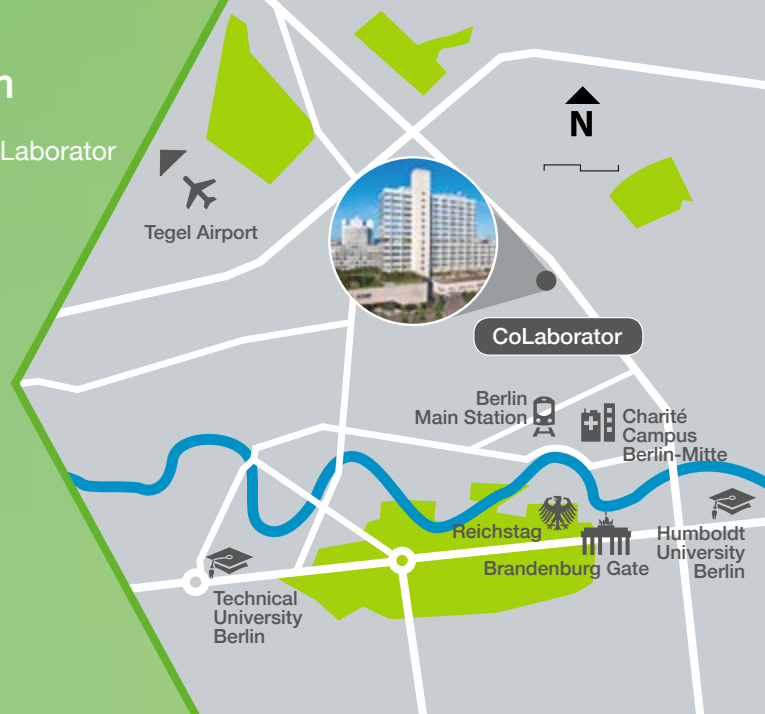 n
Laborator
N
Tegel Airport
CoLaborator
Berlin
Main Station
Charité
Campus
Berlin-Mitte
Reichstag
Brandenburg Gate
Humboldt
University
Berlin
Technical
University
Berlin